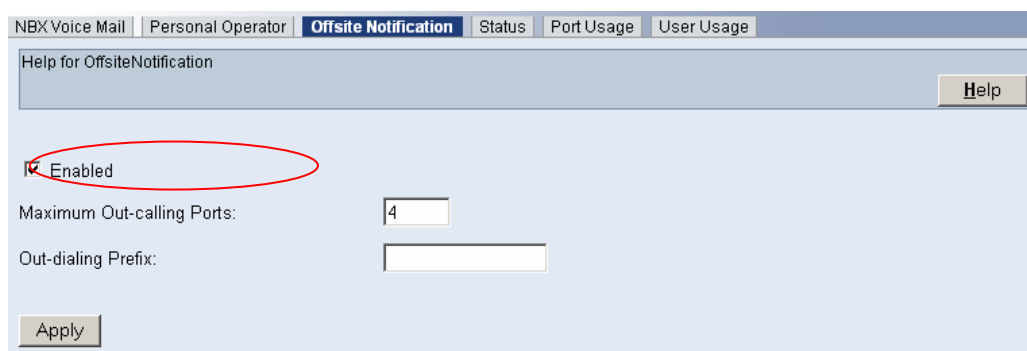 NBX Voice Mail Personal Operator Offsite Notification Status Port Usage User Usage
Help for OffsiteNotification
Help
Enabled
Maximum Out-calling Ports: 4
Out-dialing Prefix:
Apply